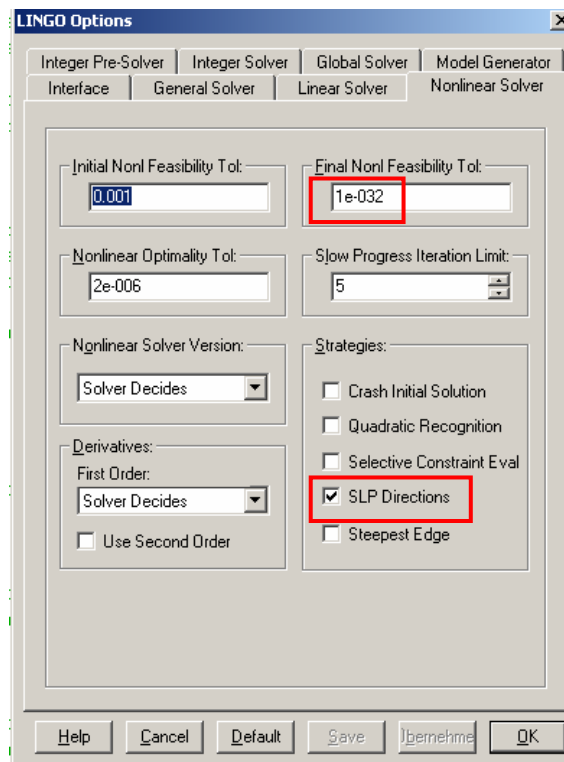 LINGO Options
Integer Pre-Solver Integer Solver Global Solver Model Generator
Interface General Solver Linear Solver Nonlinear Solver
Initial Nonl Feasibility Tol:
0.001
Final Nonl Feasibility Tol:
1e-032
Nonlinear Optimality Tol:
2e-006
Slow Progress Iteration Limit:
5
Nonlinear Solver Version:
Solver Decides
Derivatives:
First Order:
Solver Decides
Use Second Order
Strategies:
Crash Initial Solution
Quadratic Recognition
Selective Constraint Eval
SLP Directions
Steepest Edge
Help Cancel Default Save Übernehme OK